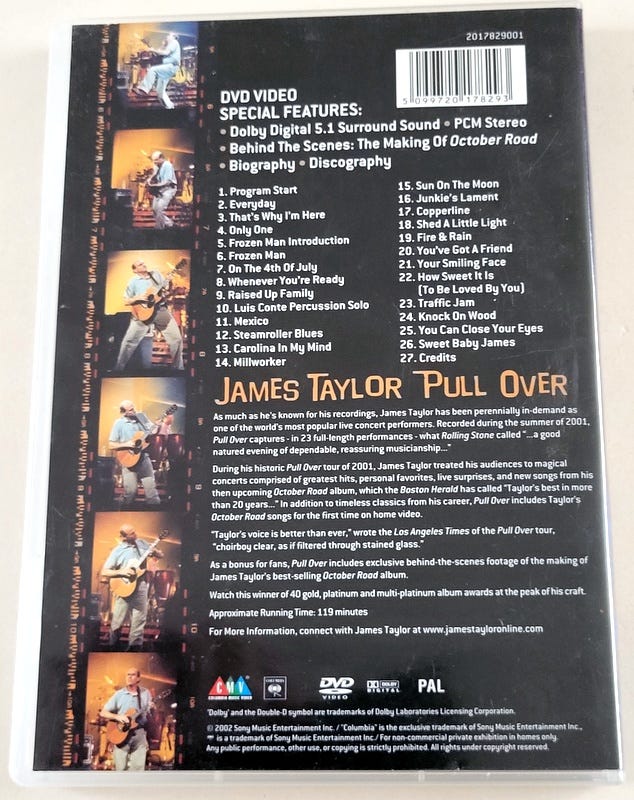 2017829001
5 099720 178293
DVD VIDEO
SPECIAL FEATURES:
• Dolby Digital 5.1 Surround Sound • PCM Stereo
• Behind The Scenes: The Making Of October Road
• Biography • Discography
1. Program Start
2. Everyday
3. That's Why I'm Here
4. Only One
5. Frozen Man Introduction
6. Frozen Man
7. On The 4th Of July
8. Whenever You're Ready
9. Raised Up Family
10. Luis Conte Percussion Solo
11. Mexico
12. Steamroller Blues
13. Carolina In My Mind
14. Millworker
15. Sun On The Moon
16. Junkie's Lament
17. Copperline
18. Shed A Little Light
19. Fire & Rain
20. You've Got A Friend
21. Your Smiling Face
22. How Sweet It Is
(To Be Loved By You)
23. Traffic Jam
24. Knock On Wood
25. You Can Close Your Eyes
26. Sweet Baby James
27. Credits
JAMES TAYLOR PULL OVER
As much as he's known for his recordings, James Taylor has been perennially in-demand as
one of the world's most popular live concert performers. Recorded during the summer of 2001,
Pull Over captures - in 23 full-length performances - what Rolling Stone called "...a good
natured evening of dependable, reassuring musicianship..."
During his historic Pull Over tour of 2001, James Taylor treated his audiences to magical
concerts comprised of greatest hits, personal favorites, live surprises, and new songs from his
then upcoming October Road album, which the Boston Herald has called "Taylor's best in more
than 20 years..." In addition to timeless classics from his career, Pull Over includes Taylor's
October Road songs for the first time on home video.
"Taylor's voice is better than ever," wrote the Los Angeles Times of the Pull Over tour,
"choirboy clear, as if filtered through stained glass."
As a bonus for fans, Pull Over includes exclusive behind-the-scenes footage of the making of
James Taylor's best-selling October Road album.
Watch this winner of 40 gold, platinum and multi-platinum album awards at the peak of his craft.
Approximate Running Time: 119 minutes
For More Information, connect with James Taylor at www.jamestayloronline.com
CMV
COLUMBIA MUSIC VIDEO
COLUMBIA
DVD
VIDEO
DOLBY
DIGITAL
PAL
'Dolby' and the Double-D symbol are trademarks of Dolby Laboratories Licensing Corporation.
© 2002 Sony Music Entertainment Inc. / "Columbia" is the exclusive trademark of Sony Music Entertainment Inc.,
is a trademark of Sony Music Entertainment Inc./ For non-commercial private exhibition in homes only.
Any public performance, other use, or copying is strictly prohibited. All rights under copyright reserved.